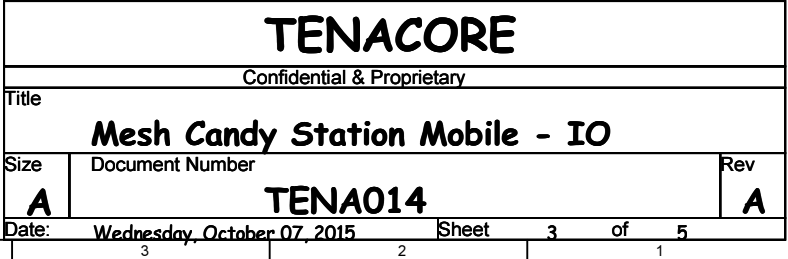 TENACORE
Confidential & Proprietary
Title
Mesh Candy Station Mobile - IO
Size Document Number Rev
A TENA014 A
Date: Wednesday, October 07, 2015 Sheet 3 of 5
3 2 1